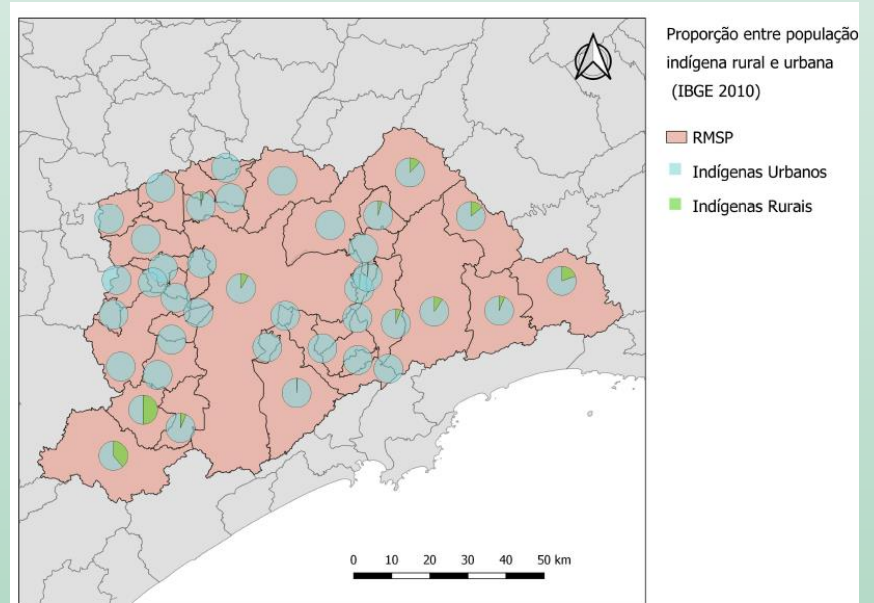 Proporção entre população
indígena rural e urbana
(IBGE 2010)
RMSP
Indígenas Urbanos
Indígenas Rurais
0 10 20 30 40 50 km